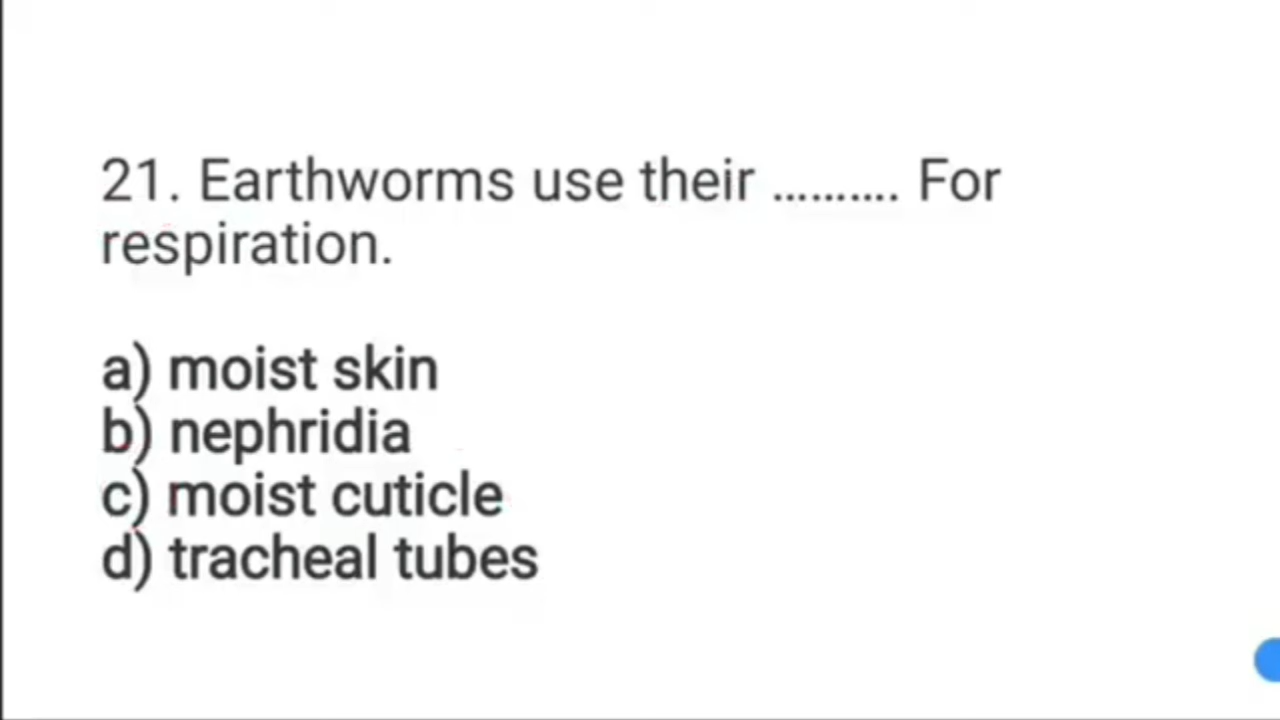 21. Earthworms use their .......... For
respiration.
a) moist skin
b) nephridia
c) moist cuticle
d) tracheal tubes